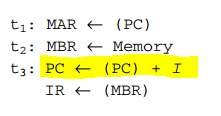 t₁: MAR ← (PC)
t₂: MBR ← Memory
t₃: PC ← (PC) + I
IR ← (MBR)